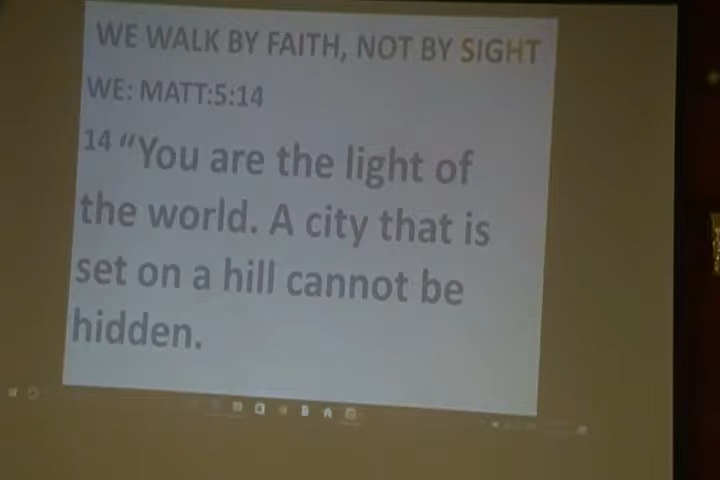 WE WALK BY FAITH, NOT BY SIGHT
WE: MATT:5:14
14 “You are the light of
the world. A city that is
set on a hill cannot be
hidden.